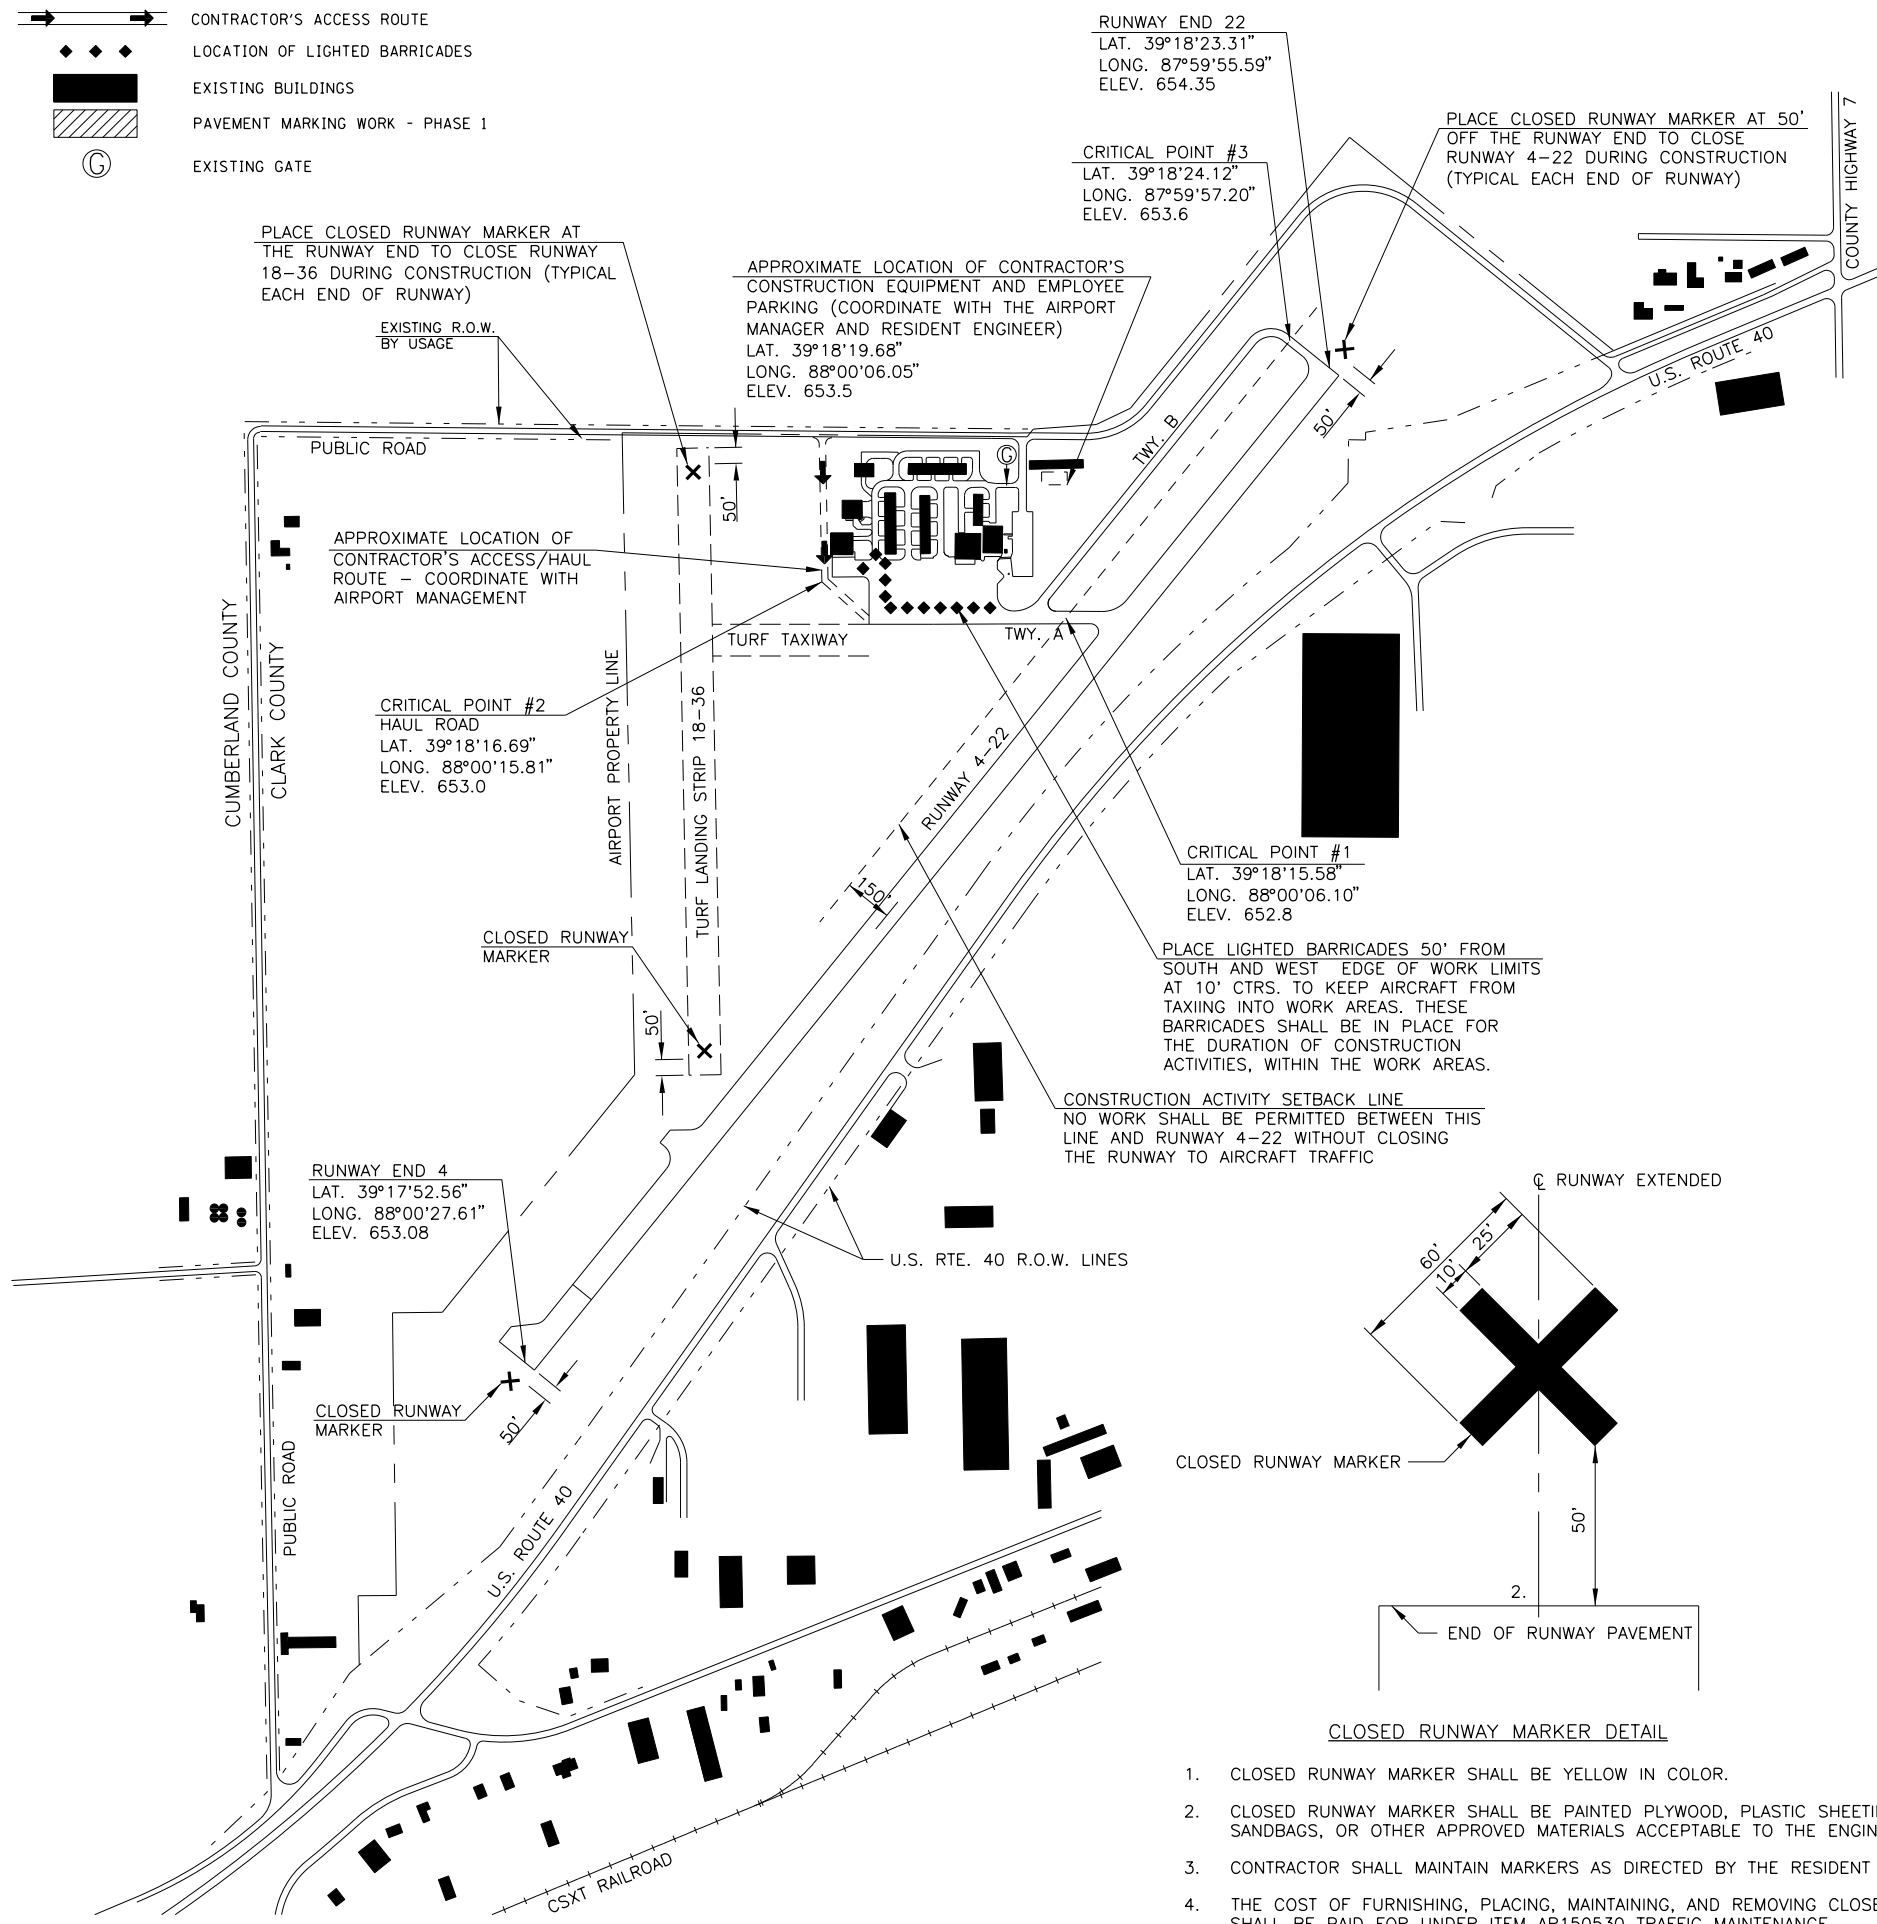 CONTRACTOR'S ACCESS ROUTE
LOCATION OF LIGHTED BARRICADES
EXISTING BUILDINGS
PAVEMENT MARKING WORK - PHASE 1
G
EXISTING GATE
RUNWAY END 22
LAT. 39°18'23.31"
LONG. 87°59'55.59"
ELEV. 654.35
PLACE CLOSED RUNWAY MARKER AT 50'
OFF THE RUNWAY END TO CLOSE
RUNWAY 4-22 DURING CONSTRUCTION
(TYPICAL EACH END OF RUNWAY)
COUNTY HIGHWAY 7
CRITICAL POINT #3
LAT. 39°18'24.12"
LONG. 87°59'57.20"
ELEV. 653.6
PLACE CLOSED RUNWAY MARKER AT
THE RUNWAY END TO CLOSE RUNWAY
18-36 DURING CONSTRUCTION (TYPICAL
EACH END OF RUNWAY)
APPROXIMATE LOCATION OF CONTRACTOR'S
CONSTRUCTION EQUIPMENT AND EMPLOYEE
PARKING (COORDINATE WITH THE AIRPORT
MANAGER AND RESIDENT ENGINEER)
LAT. 39°18'19.68"
LONG. 88°00'06.05"
ELEV. 653.5
EXISTING R.O.W.
BY USAGE
U.S. ROUTE 40
50'
PUBLIC ROAD
TWY. B
G
50'
APPROXIMATE LOCATION OF
CONTRACTOR'S ACCESS/HAUL
ROUTE - COORDINATE WITH
AIRPORT MANAGEMENT
CUMBERLAND COUNTY
CLARK COUNTY
TURF TAXIWAY
TWY. A
AIRPORT PROPERTY LINE
TURF LANDING STRIP 18-36
CRITICAL POINT #2
HAUL ROAD
LAT. 39°18'16.69"
LONG. 88°00'15.81"
ELEV. 653.0
RUNWAY 4-22
150'
CRITICAL POINT #1
LAT. 39°18'15.58"
LONG. 88°00'06.10"
ELEV. 652.8
CLOSED RUNWAY
MARKER
50'
PLACE LIGHTED BARRICADES 50' FROM
SOUTH AND WEST EDGE OF WORK LIMITS
AT 10' CTRS. TO KEEP AIRCRAFT FROM
TAXIING INTO WORK AREAS. THESE
BARRICADES SHALL BE IN PLACE FOR
THE DURATION OF CONSTRUCTION
ACTIVITIES, WITHIN THE WORK AREAS.
CONSTRUCTION ACTIVITY SETBACK LINE
NO WORK SHALL BE PERMITTED BETWEEN THIS
LINE AND RUNWAY 4-22 WITHOUT CLOSING
THE RUNWAY TO AIRCRAFT TRAFFIC
RUNWAY END 4
LAT. 39°17'52.56"
LONG. 88°00'27.61"
ELEV. 653.08
U.S. RTE. 40 R.O.W. LINES
CLOSED RUNWAY
MARKER
50'
PUBLIC ROAD
U.S. ROUTE 40
CSXT RAILROAD
℄ RUNWAY EXTENDED
60'
25'
10'
CLOSED RUNWAY MARKER
50'
2.
END OF RUNWAY PAVEMENT
CLOSED RUNWAY MARKER DETAIL
1. CLOSED RUNWAY MARKER SHALL BE YELLOW IN COLOR.
2. CLOSED RUNWAY MARKER SHALL BE PAINTED PLYWOOD, PLASTIC
SANDBAGS, OR OTHER APPROVED MATERIALS ACCEPTABLE TO THE
3. CONTRACTOR SHALL MAINTAIN MARKERS AS DIRECTED BY THE RESIDENT
4. THE COST OF FURNISHING, PLACING, MAINTAINING, AND REMOVING
SHALL BE PAID FOR UNDER ITEM AR150530 TRAFFIC MAINTENANCE